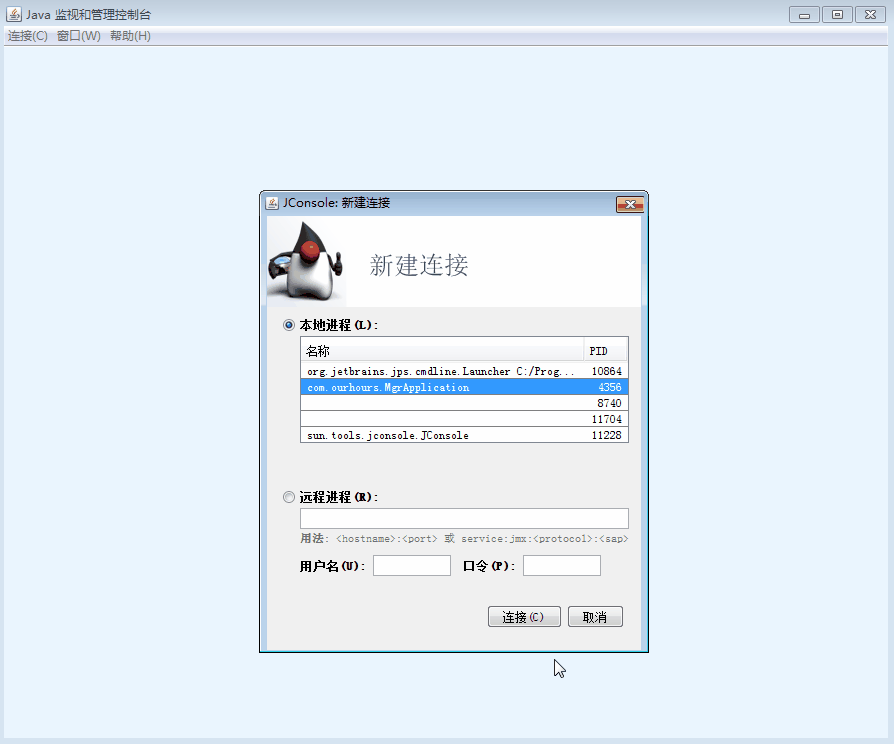 Java 监视和管理控制台
连接(C) 窗口(W) 帮助(H)
JConsole: 新建连接
新建连接
本地进程(L):
名称 PID
org.jetbrains.jps.cmdline.Launcher C:/Prog... 10864
com.ourhours.MgrApplication 4356
8740
11704
sun.tools.jconsole.JConsole 11228
远程进程(R):
用法: <hostname>:<port> 或 service:jmx:<protocol>:<sap>
用户名(U): 口令(P):
连接(C) 取消